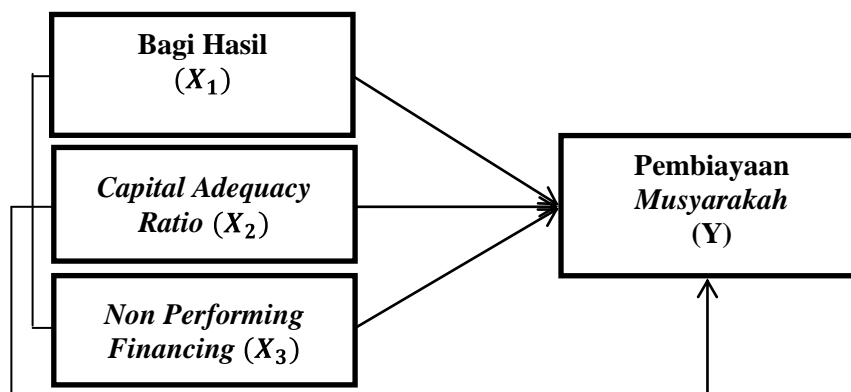 Bagi Hasil
(X₁)
Capital Adequacy
Ratio (X₂)
Non Performing
Financing (X₃)
Pembiayaan
Musyarakah
(Y)